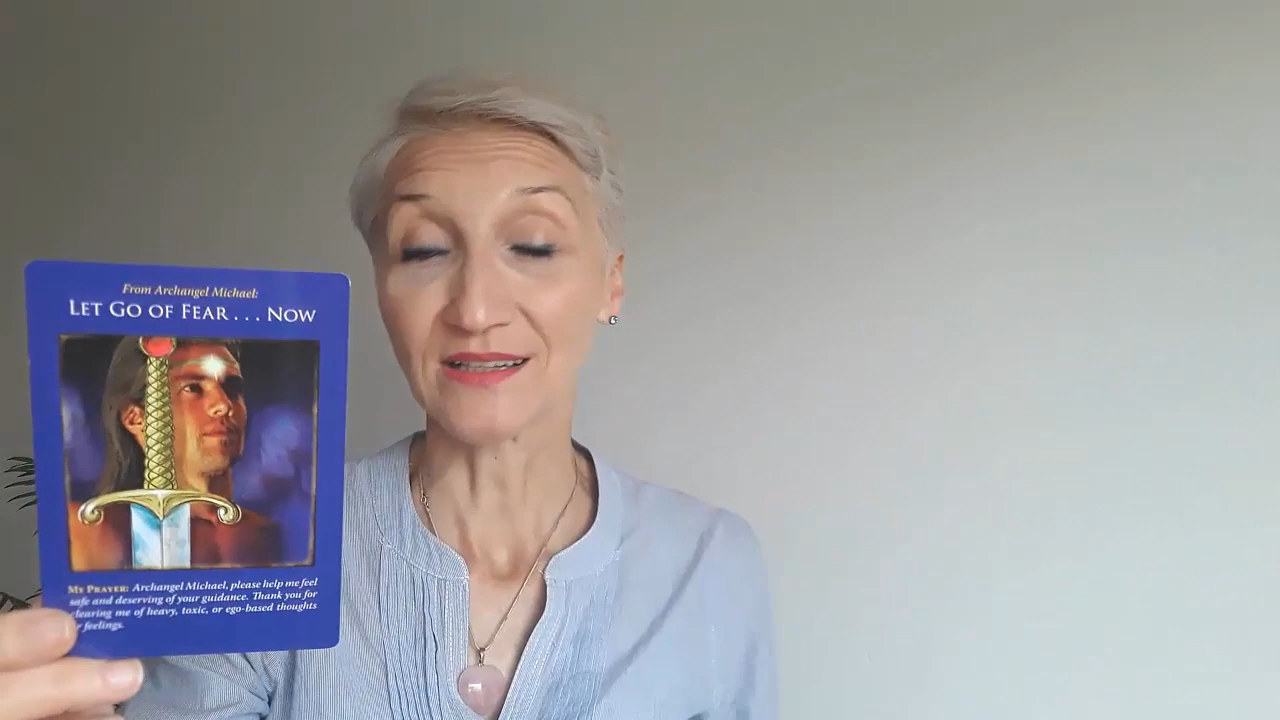 From Archangel Michael:
LET GO OF FEAR . . . NOW
MY PRAYER: Archangel Michael, please help me feel
safe and deserving of your guidance. Thank you for
clearing me of heavy, toxic, or ego-based thoughts
feelings.